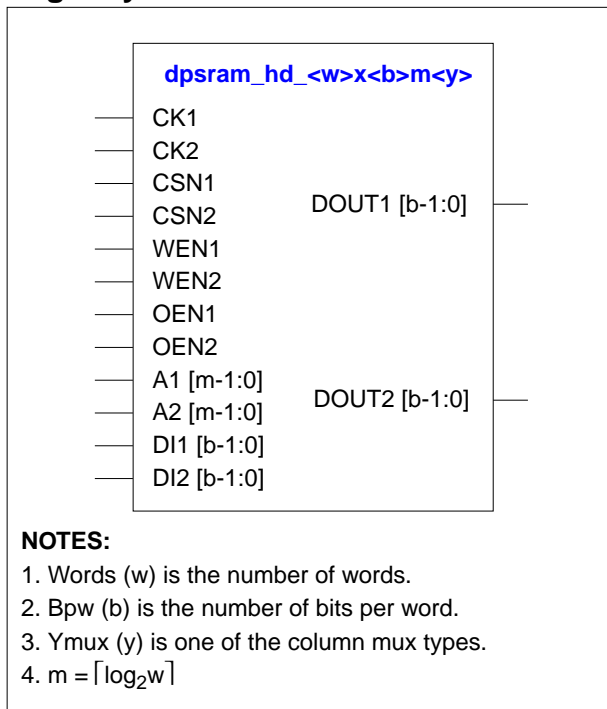 dpsram_hd_<w>x<b>m<y>
CK1
CK2
CSN1
CSN2
WEN1
WEN2
OEN1
OEN2
A1 [m-1:0]
A2 [m-1:0]
DI1 [b-1:0]
DI2 [b-1:0]
DOUT1 [b-1:0]
DOUT2 [b-1:0]
NOTES:
1. Words (w) is the number of words.
2. Bpw (b) is the number of bits per word.
3. Ymux (y) is one of the column mux types.
4. m = ⌈log₂w⌉